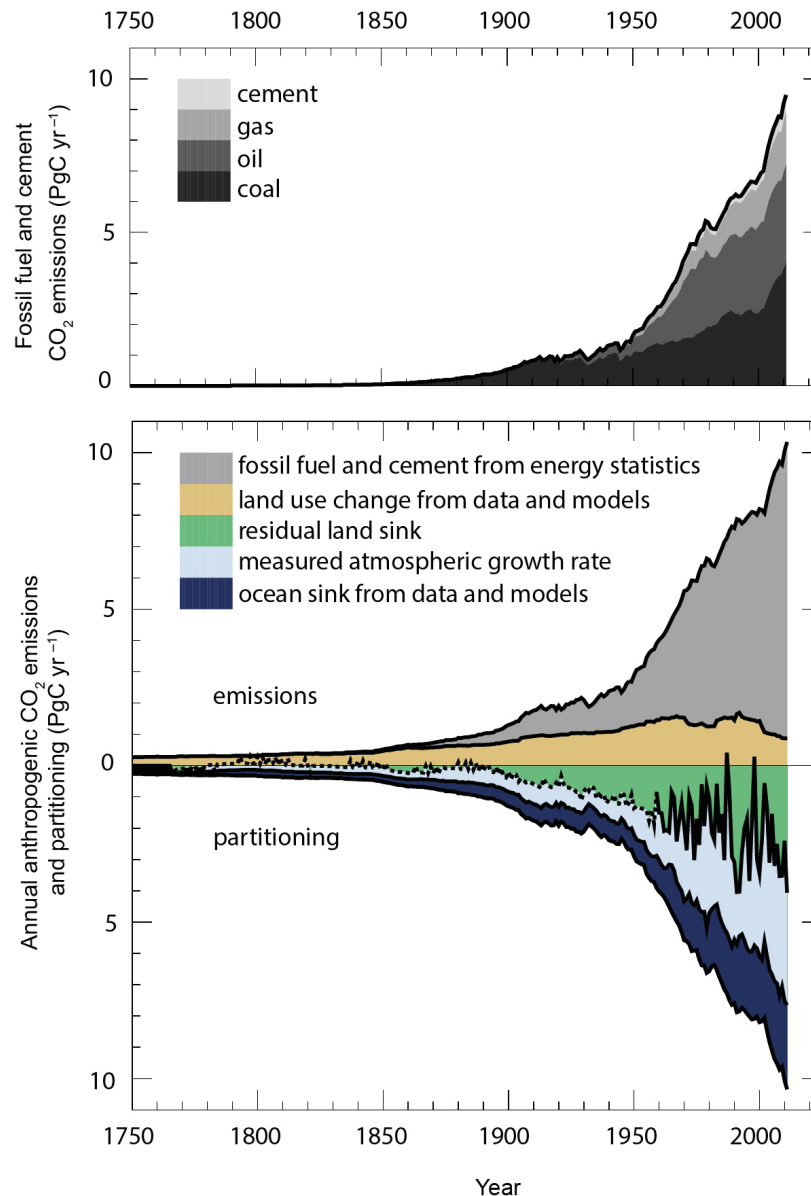 1750 1800 1850 1900 1950 2000
10
5
0
Fossil fuel and cement
CO₂ emissions (PgC yr⁻¹)
cement
gas
oil
coal
10
5
0
5
10
Annual anthropogenic CO₂ emissions
and partitioning (PgC yr⁻¹)
fossil fuel and cement from energy statistics
land use change from data and models
residual land sink
measured atmospheric growth rate
ocean sink from data and models
emissions
partitioning
1750 1800 1850 1900 1950 2000
Year